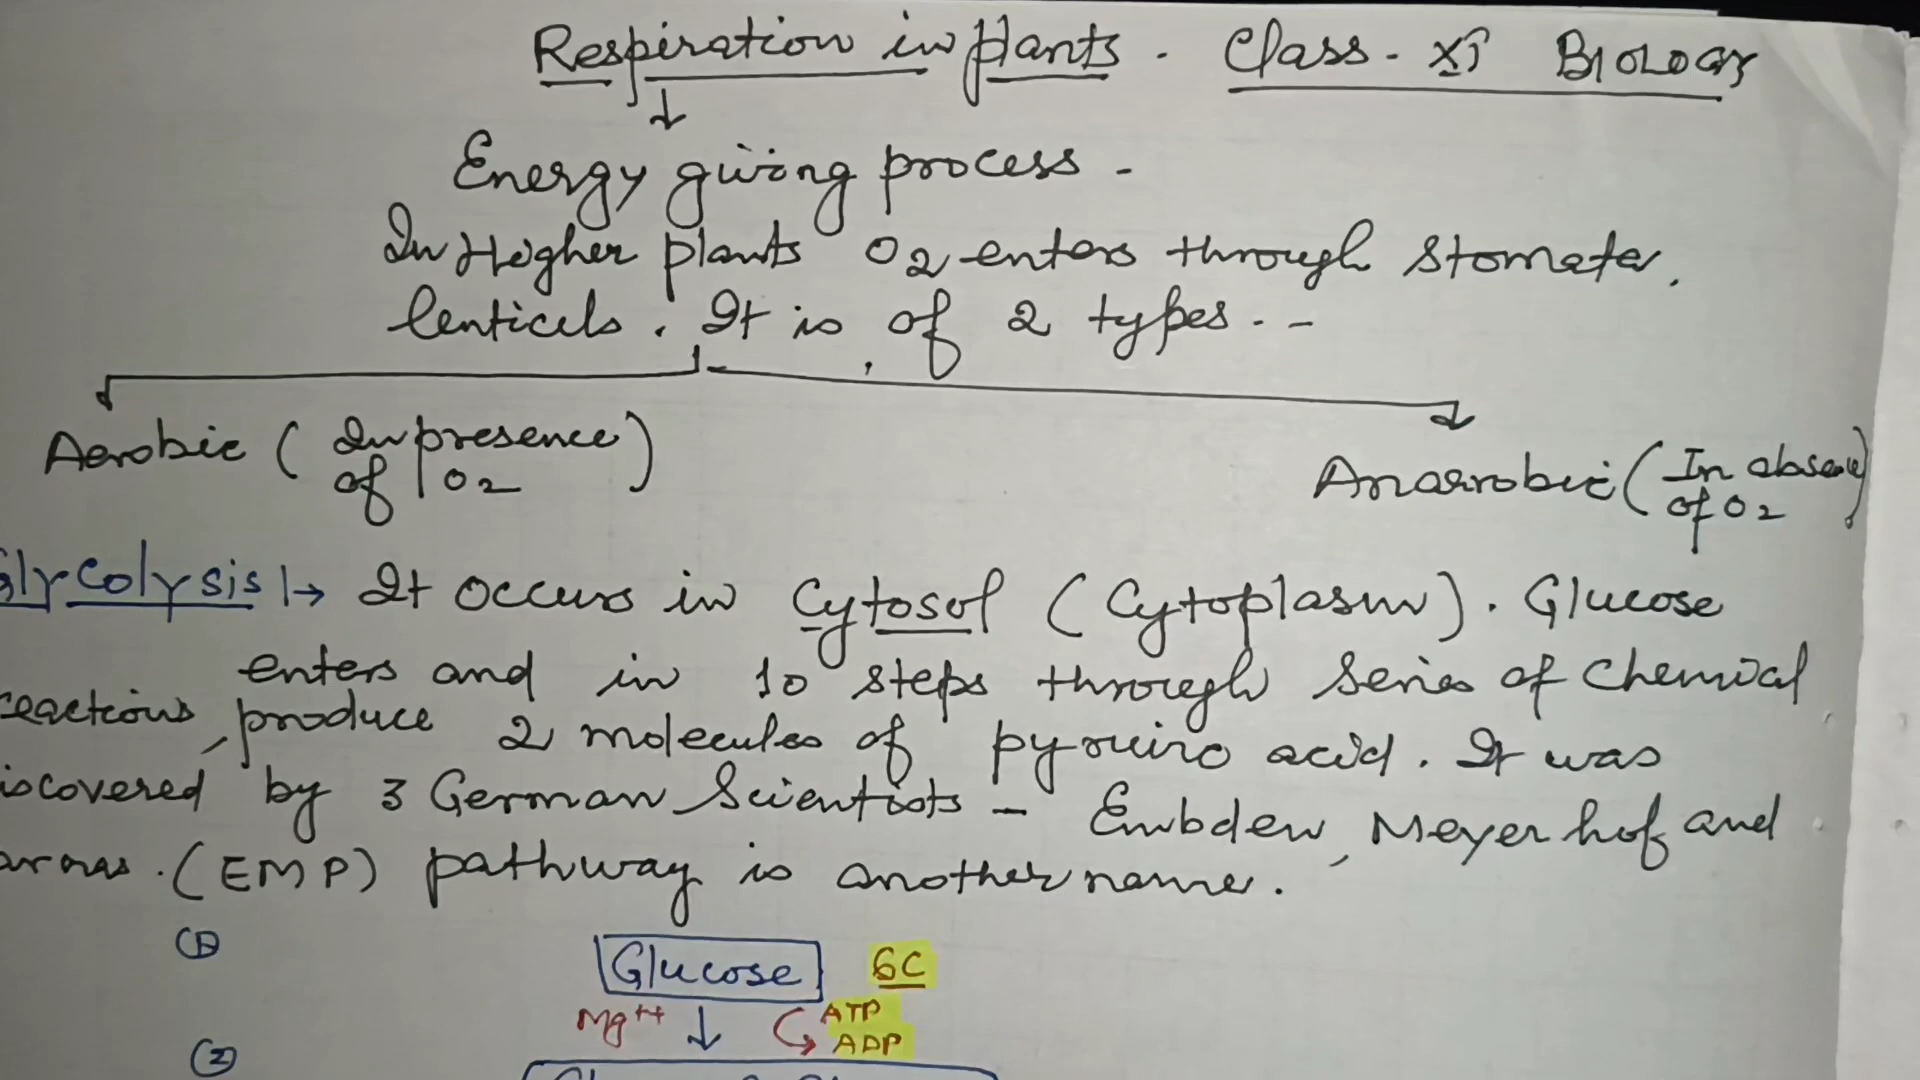 Respiration in plants. Class - XI Biology
Energy giving process -
In Higher plants O2 enters through stomata,
lenticels. It is of 2 types. -
Aerobic (In presence of O2)
Anaerobic (In absence of O2)
Glycolysis |→ It occurs in Cytosol (Cytoplasm). Glucose
enters and in 10 steps through series of chemical
reactions, produce 2 molecules of pyruvic acid. It was
iscovered by 3 German Scientists - Embden, Meyerhof and
(EMP) pathway is another name.
① Glucose 6C
Mg++ ↓ ATP
ADP
②